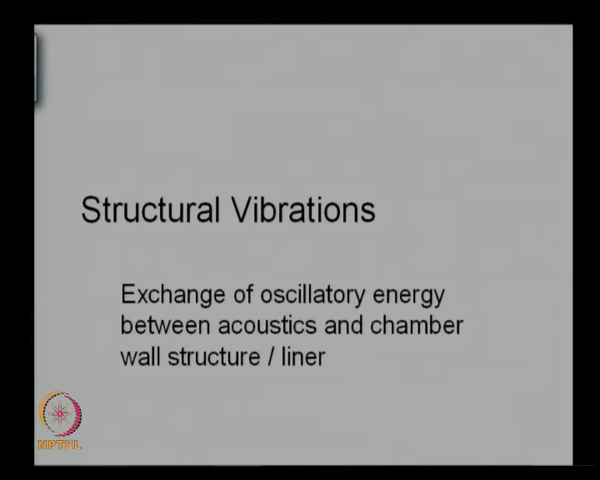 Structural Vibrations
Exchange of oscillatory energy
between acoustics and chamber
wall structure / liner
NPTEL